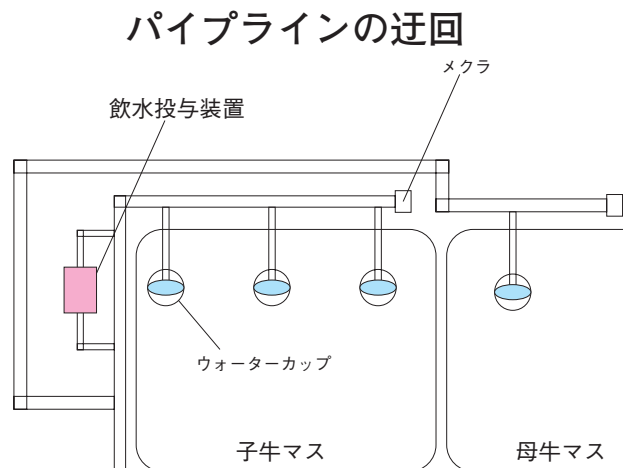 パイプラインの迂回
メクラ
飲水投与装置
ウォーターカップ
子牛マス
母牛マス